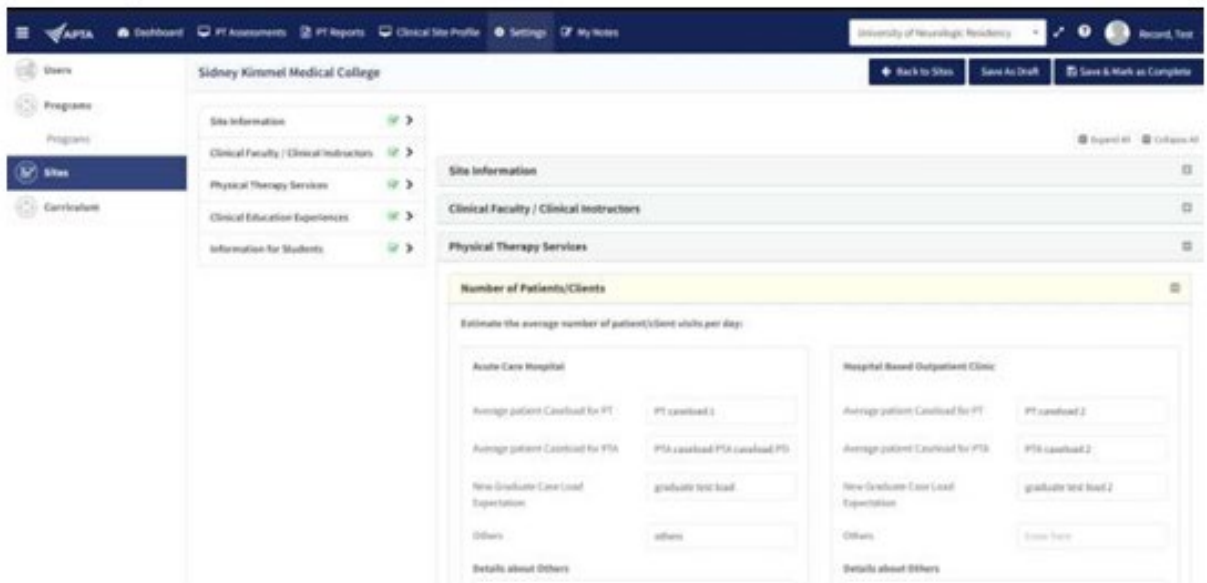 APTA Dashboard PT Assessments PT Reports Clinical Site Profile Settings My Notes University of Neurologic Residency Record, Test
Users
Programs
Programs
Sites
Curriculum
Sidney Kimmel Medical College
Back to Sites Save As Draft Save & Mark as Complete
Site Information
Clinical Faculty / Clinical Instructors
Physical Therapy Services
Clinical Education Experiences
Information for Students
Expand All Collapse All
Site Information
Clinical Faculty / Clinical Instructors
Physical Therapy Services
Number of Patients/Clients
Estimate the average number of patient/client visits per day:
Acute Care Hospital
Average patient Caseload for PT PT caseload 1
Average patient Caseload for PTA PTA caseload PTA caseload PTA
New Graduate Case Load
Expectation
graduate test load
Others others
Details about Others
Hospital Based Outpatient Clinic
Average patient Caseload for PT PT caseload 2
Average patient Caseload for PTA PTA caseload 2
New Graduate Case Load
Expectation
graduate test load 2
Others Enter here
Details about Others